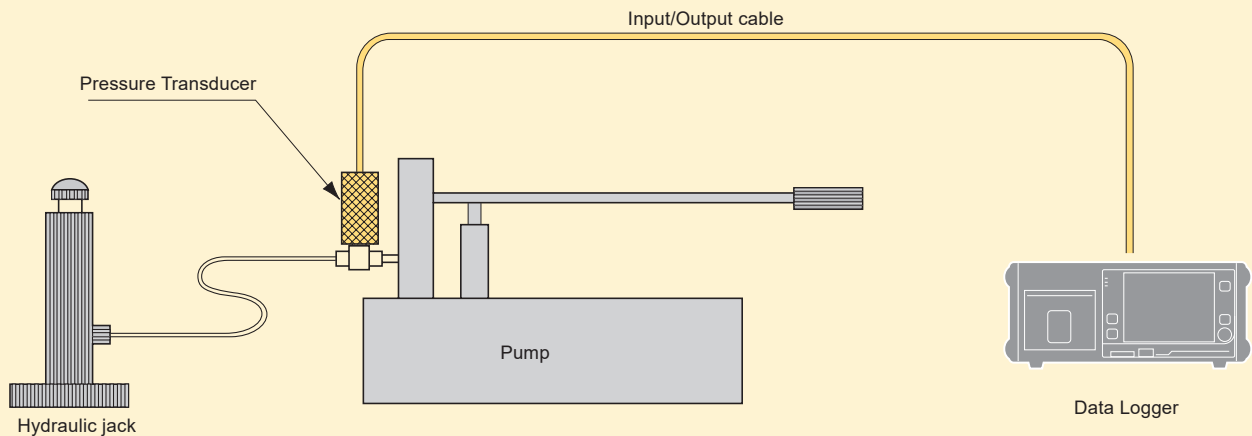 Input/Output cable
Pressure Transducer
Pump
Data Logger
Hydraulic jack